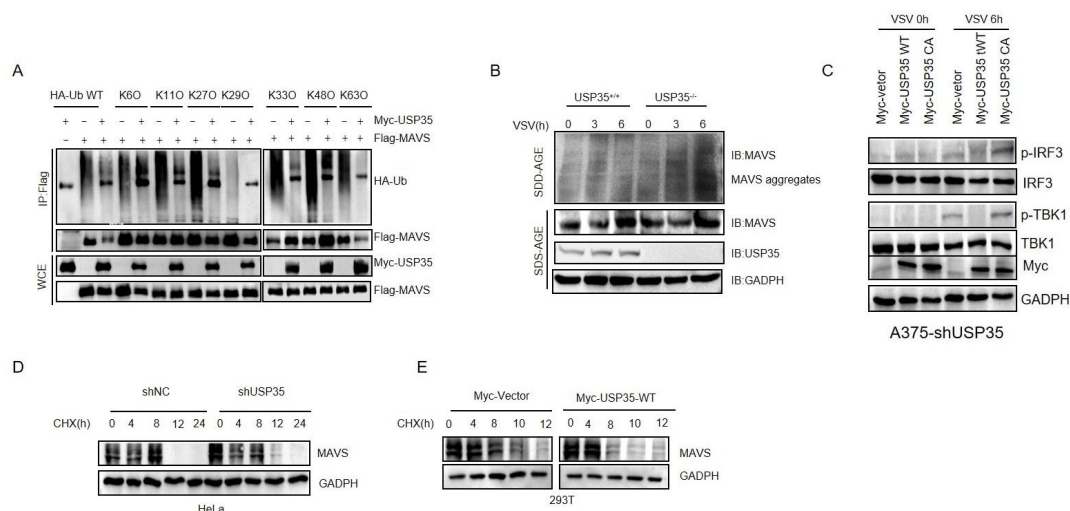 A
HA-Ub WT K6O K11O K27O K29O K33O K48O K63O
– + + – + – + – + – + – + – + – + Myc-USP35
– + + + + + + + + + + + + + + + + Flag-MAVS
IP:Flag
HA-Ub
Flag-MAVS
WCE
Myc-USP35
Flag-MAVS
B
USP35+/+ USP35-/-
VSV(h) 0 3 6 0 3 6
SDD-AGE
IB:MAVS
MAVS aggregates
SDS-AGE
IB:MAVS
IB:USP35
IB:GADPH
C
VSV 0h VSV 6h
Myc-vetor
Myc-USP35 WT
Myc-USP35 CA
Myc-vetor
Myc-USP35 tWT
Myc-USP35 CA
p-IRF3
IRF3
p-TBK1
TBK1
Myc
GADPH
A375-shUSP35
D
shNC shUSP35
CHX(h) 0 4 8 12 24 0 4 8 12 24
MAVS
GADPH
HeLa
E
Myc-Vector Myc-USP35-WT
CHX(h) 0 4 8 10 12 0 4 8 10 12
MAVS
GADPH
293T